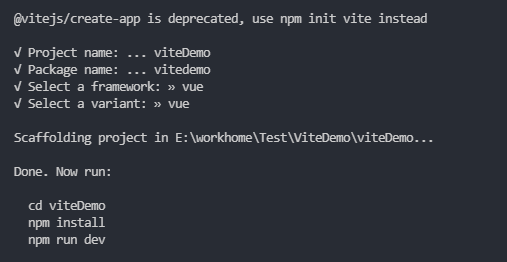 @vitejs/create-app is deprecated, use npm init vite instead
√ Project name: ... viteDemo
√ Package name: ... vitedemo
√ Select a framework: » vue
√ Select a variant: » vue
Scaffolding project in E:\workhome\Test\ViteDemo\viteDemo...
Done. Now run:
cd viteDemo
npm install
npm run dev